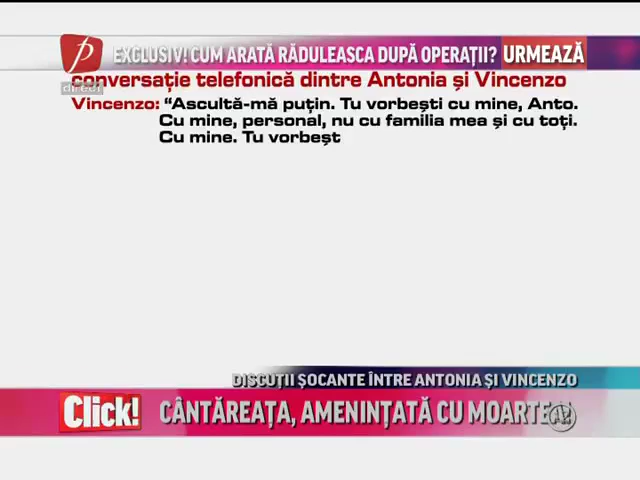 EXCLUSIV! CUM ARATĂ RĂDULEASCA DUPĂ OPERAȚII? URMEAZĂ
p
direct
conversație telefonică dintre Antonia și Vincenzo
Vincenzo: “Ascultă-mă puțin. Tu vorbești cu mine, Anto.
Cu mine, personal, nu cu familia mea și cu toți.
Cu mine. Tu vorbeșt
DISCUȚII ȘOCANTE ÎNTRE ANTONIA ȘI VINCENZO
Click! CÂNTĂREAȚA, AMENINȚATĂ CU MOARTEA!